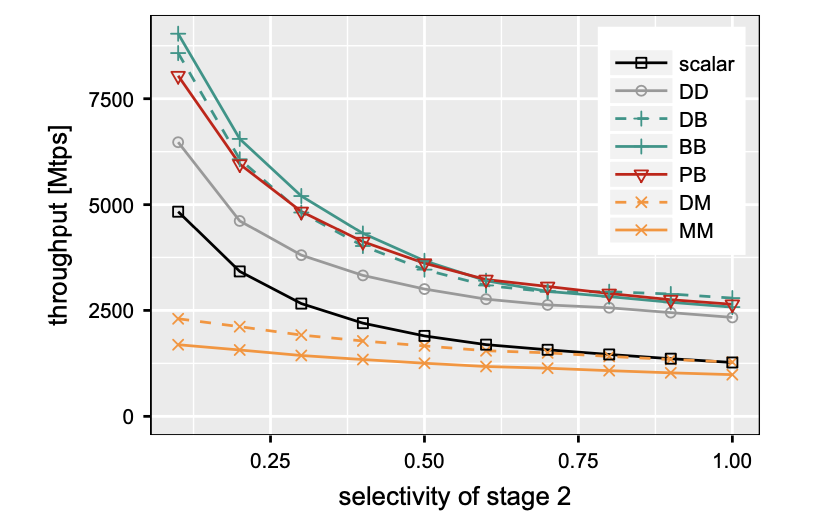 throughput [Mtps]
7500
5000
2500
0
0.25 0.50 0.75 1.00
selectivity of stage 2
scalar
DD
DB
BB
PB
DM
MM